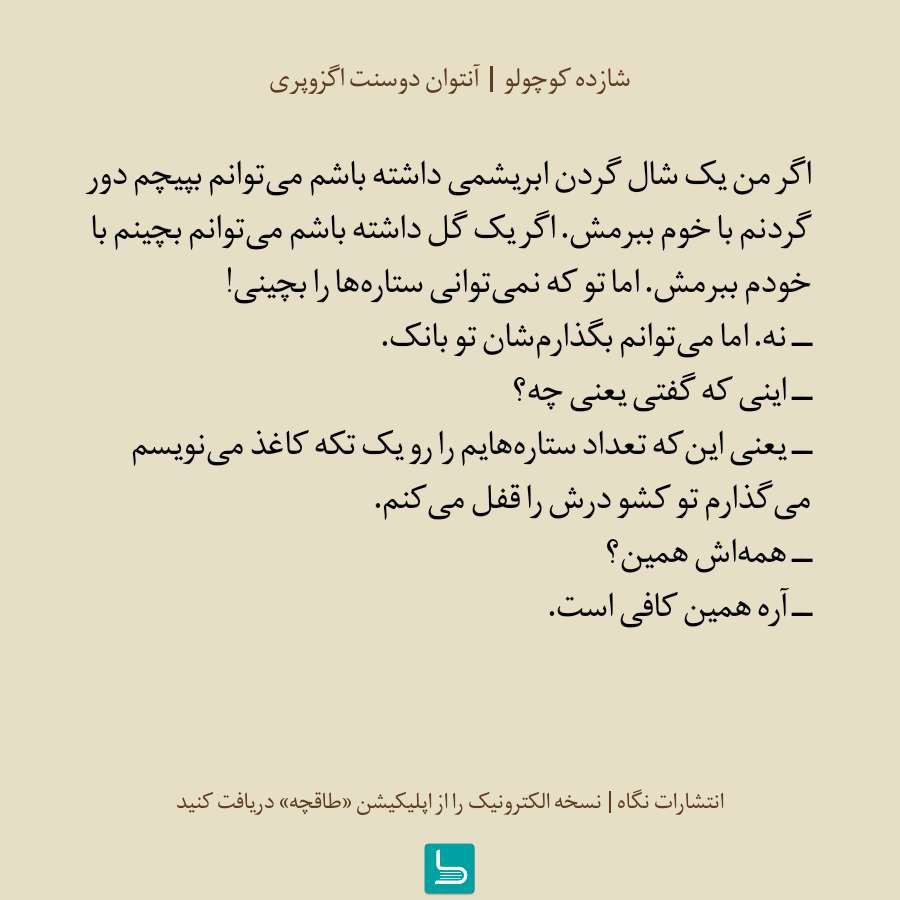 شازده کوچولو | آنتوان دوسنت اگزوپری
اگر من یک شال گردن ابریشمی داشته باشم می‌توانم بپیچم دور
گردنم با خوم ببرمش. اگر یک گل داشته باشم می‌توانم بچینم با
خودم ببرمش. اما تو که نمی‌توانی ستاره‌ها را بچینی!
ــ نه. اما می‌توانم بگذارم‌شان تو بانک.
ــ اینی که گفتی یعنی چه؟
ــ یعنی این‌که تعداد ستاره‌هایم را رو یک تکه کاغذ می‌نویسم
می‌گذارم تو کشو درش را قفل می‌کنم.
ــ همه‌اش همین؟
ــ آره همین کافی است.
انتشارات نگاه | نسخه الکترونیک را از اپلیکیشن «طاقچه» دریافت کنید